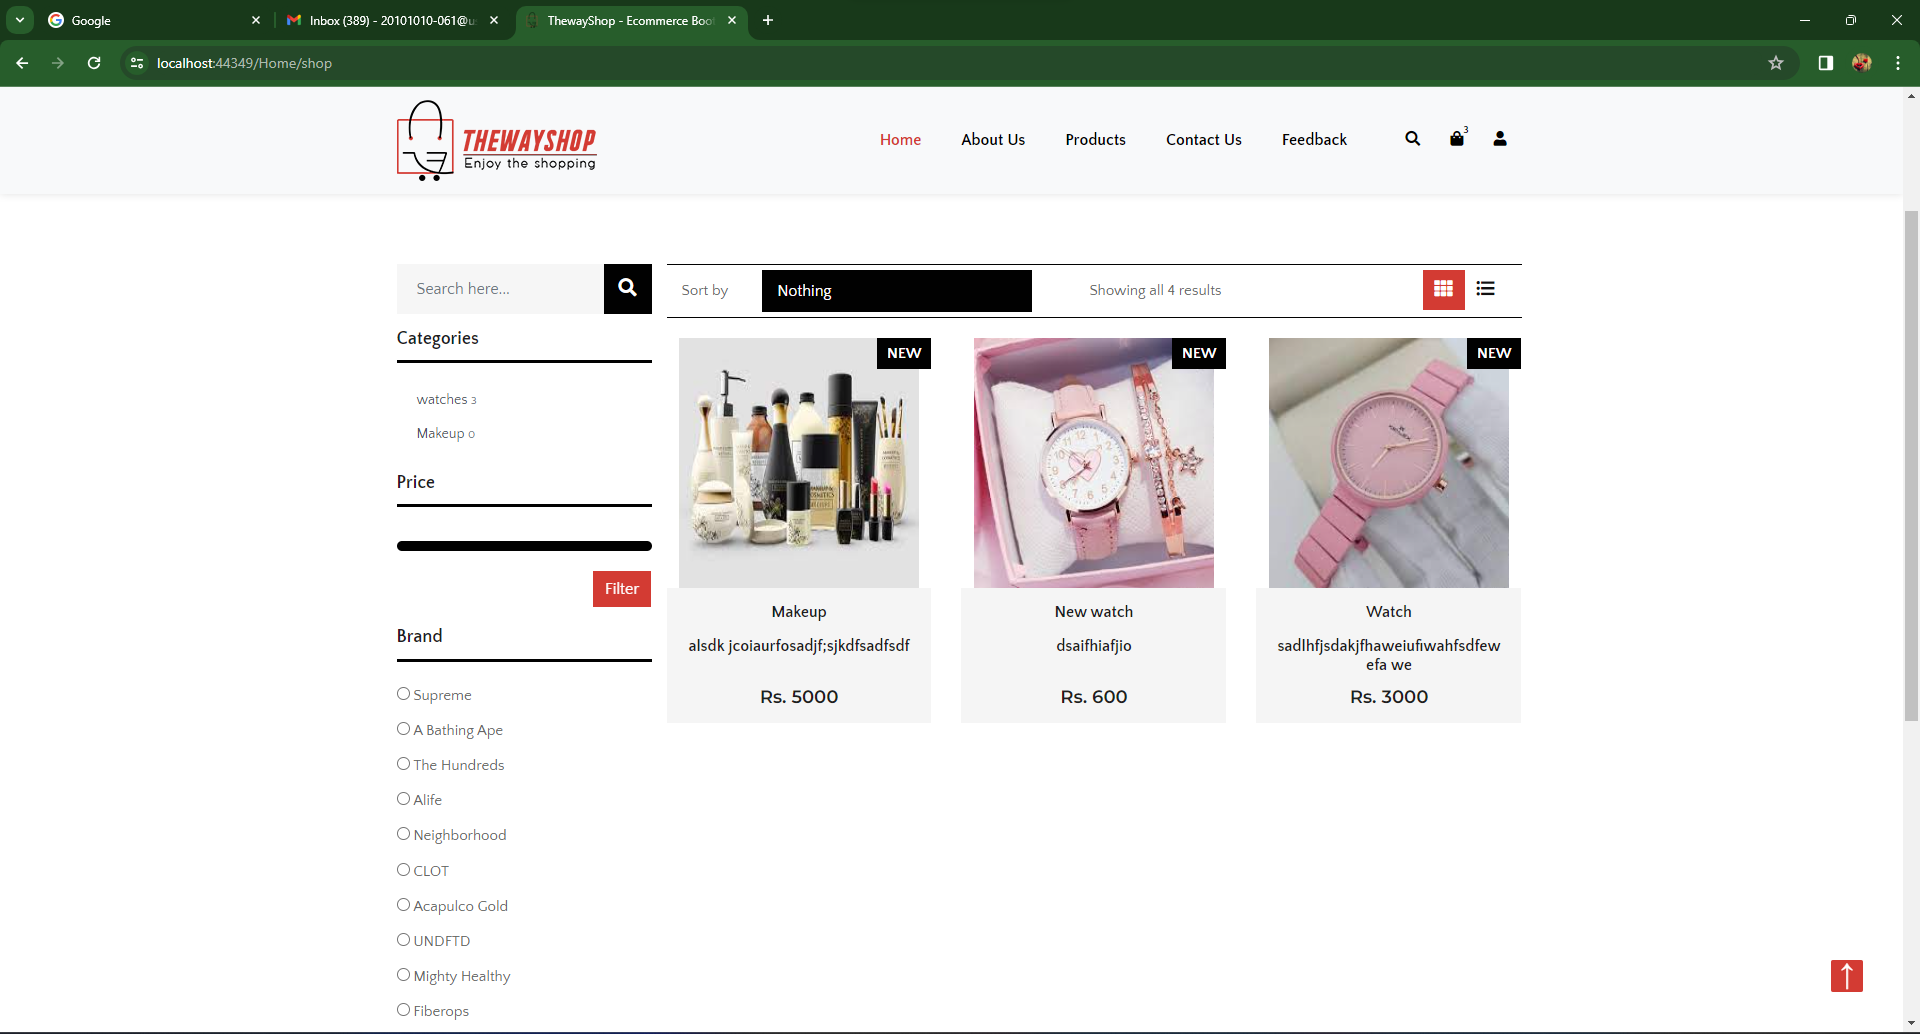 Google
Inbox (389) - 20101010-061@u
ThewayShop - Ecommerce Boo
localhost:44349/Home/shop
THEWAYSHOP
Enjoy the shopping
Home
About Us
Products
Contact Us
Feedback
3
Search here...
Sort by
Nothing
Showing all 4 results
Categories
watches 3
Makeup 0
Price
Filter
Brand
Supreme
A Bathing Ape
The Hundreds
Alife
Neighborhood
CLOT
Acapulco Gold
UNDFTD
Mighty Healthy
Fiberops
NEW
Makeup
alsdk jcoiaurfosadjf;sjkdfsadfsdf
Rs. 5000
NEW
New watch
dsaifhiafjio
Rs. 600
NEW
Watch
sadlhfjsdakjfhaweiufiwahfsdfew
efa we
Rs. 3000